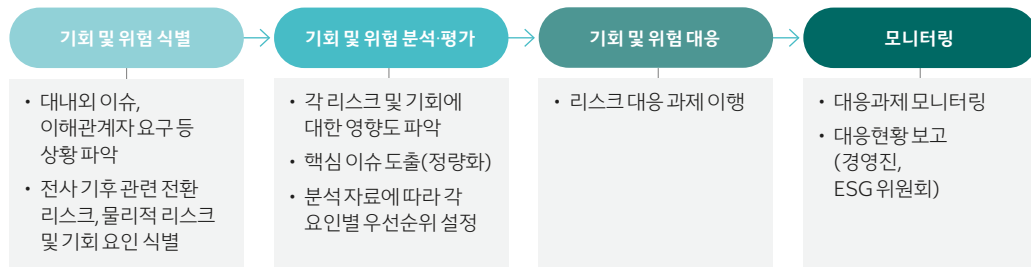 기회 및 위험 식별
• 대내외 이슈,
이해관계자 요구 등
상황 파악
• 전사 기후 관련 전환
리스크, 물리적 리스크
및 기회 요인 식별
기회 및 위험 분석·평가
• 각 리스크 및 기회에
대한 영향도 파악
• 핵심 이슈 도출(정량화)
• 분석 자료에 따라 각
요인별 우선순위 설정
기회 및 위험 대응
• 리스크 대응 과제 이행
모니터링
• 대응과제 모니터링
• 대응현황 보고
(경영진,
ESG 위원회)